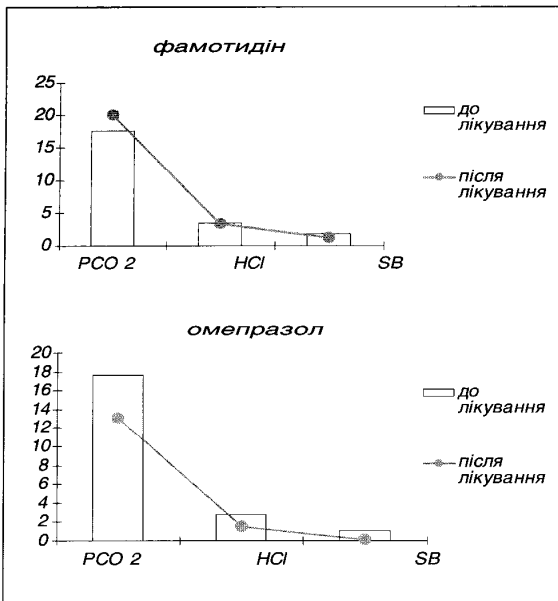 фамотидін
25
20
15
10
5
0
PCO 2
HCl
SB
до
лікування
після
лікування
омепразол
20
18
16
14
12
10
8
6
4
2
0
PCO 2
HCl
SB
до
лікування
після
лікування